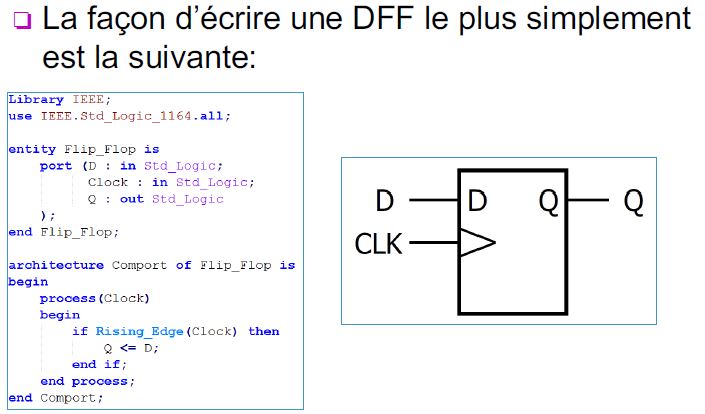 La façon d'écrire une DFF le plus simplement
est la suivante:
Library IEEE;
use IEEE.Std_Logic_1164.all;
entity Flip_Flop is
port (D : in Std_Logic;
Clock : in Std_Logic;
Q : out Std_Logic
);
end Flip_Flop;
architecture Comport of Flip_Flop is
begin
process(Clock)
begin
if Rising_Edge(Clock) then
Q <= D;
end if;
end process;
end Comport;
D D Q Q
CLK